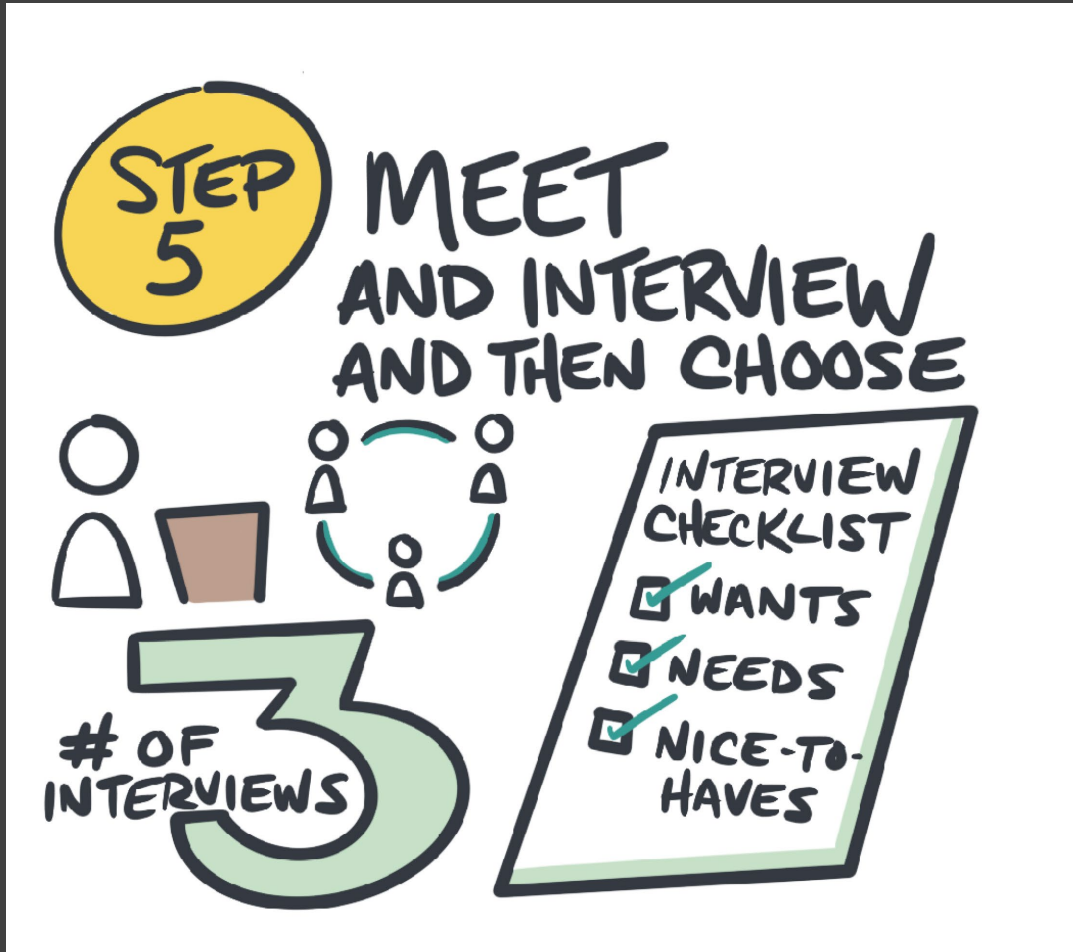 STEP
5
MEET
AND INTERVIEW
AND THEN CHOOSE
INTERVIEW
CHECKLIST
WANTS
NEEDS
NICE-TO-
HAVES
3
# OF
INTERVIEWS